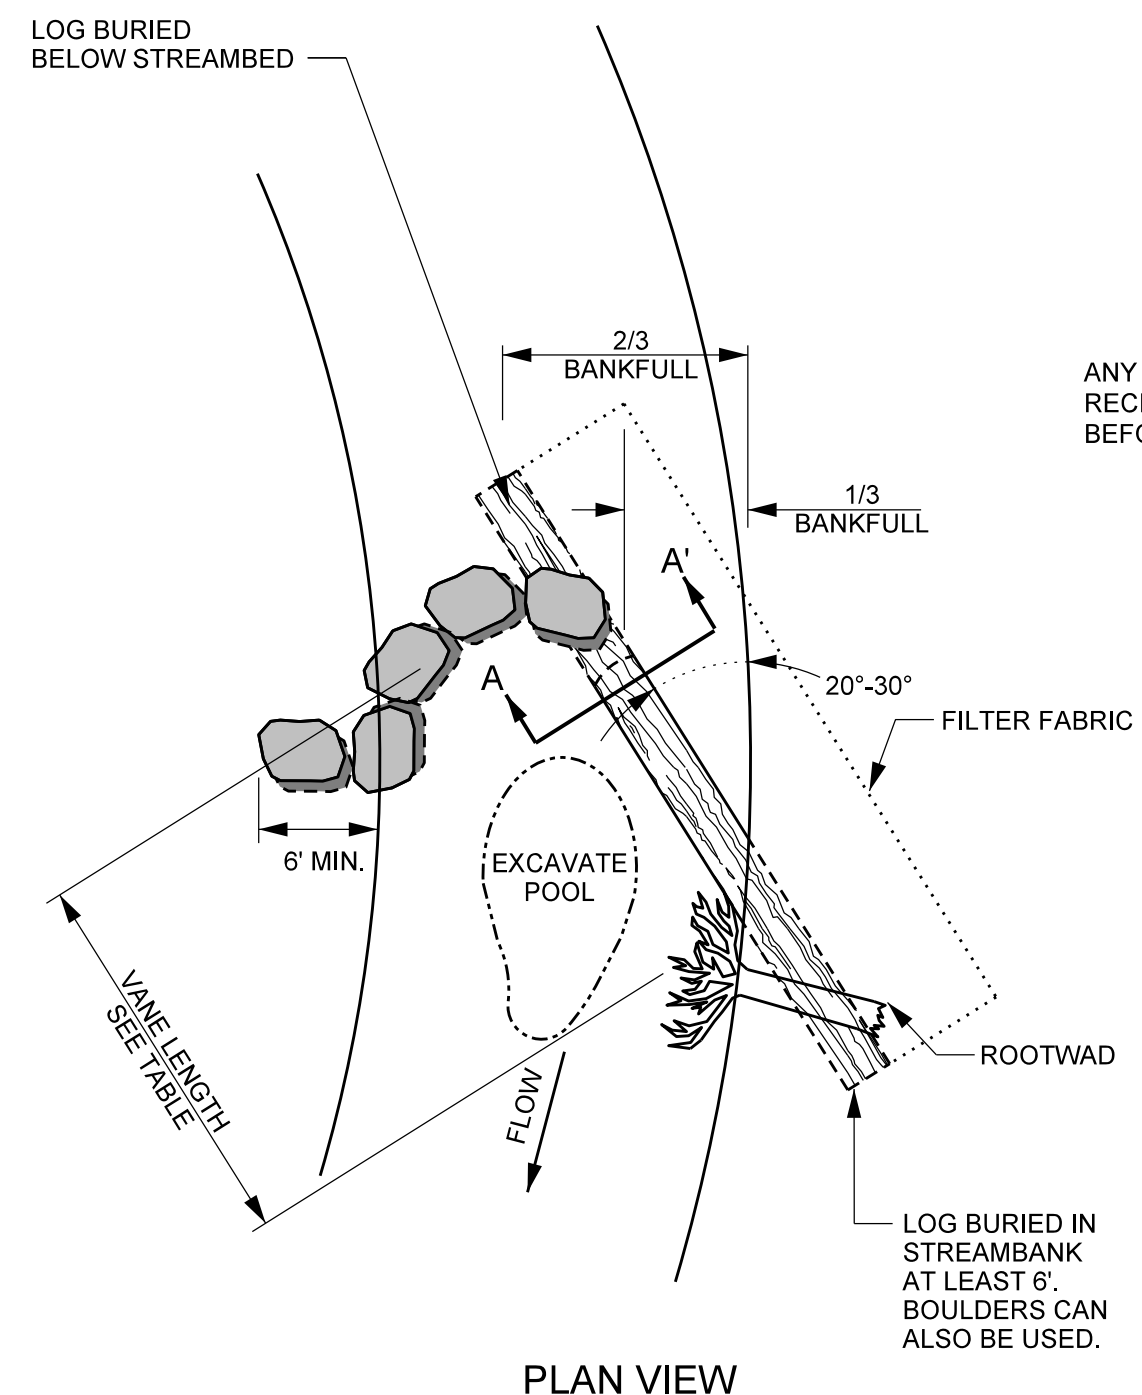 LOG BURIED
BELOW STREAMBED
2/3
BANKFULL
ANY
1/3
BANKFULL
A'
A
20°-30°
FILTER FABRIC
6' MIN.
EXCAVATE
POOL
VANE LENGTH
SEE TABLE
FLOW
ROOTWAD
LOG BURIED IN
STREAMBANK
AT LEAST 6'.
BOULDERS CAN
ALSO BE USED.
PLAN VIEW